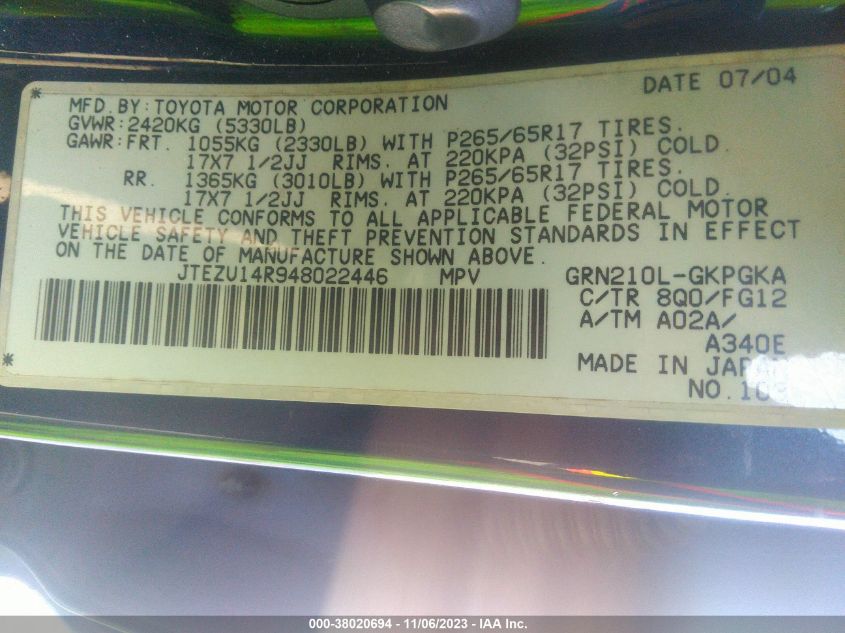 DATE 07/04
MFD. BY: TOYOTA MOTOR CORPORATION
GVWR: 2420KG (5330LB)
GAWR: FRT. 1055KG (2330LB) WITH P265/65R17 TIRES.
17X7 1/2JJ RIMS. AT 220KPA (32PSI) COLD.
RR. 1365KG (3010LB) WITH P265/65R17 TIRES.
17X7 1/2JJ RIMS. AT 220KPA (32PSI) COLD.
THIS VEHICLE CONFORMS TO ALL APPLICABLE FEDERAL MOTOR
VEHICLE SAFETY AND THEFT PREVENTION STANDARDS IN EFFECT
ON THE DATE OF MANUFACTURE SHOWN ABOVE.
JTEZU14R948022446 MPV GRN210L-GKPGKA
C/TR 8Q0/FG12
A/TM A02A/
A340E
MADE IN JAPAN
NO.
000-38020694 - 11/06/2023 - IAA Inc.